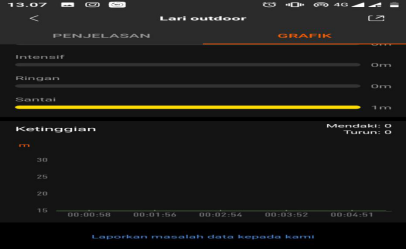 13.07 4G
Lari outdoor
PENJELASAN GRAFIK
0m
Intensif
0m
Ringan
0m
Santai
1m
Ketinggian Mendaki: 0
Turun: 0
m
30
25
20
15
00:00:50 00:01:56 00:02:54 00:03:52 00:04:51
Laporkan masalah data kepada kami